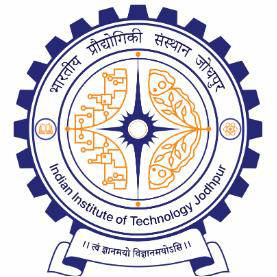 भारतीय प्रौद्योगिकी संस्थान जोधपुर
Indian Institute of Technology Jodhpur
॥ त्वं ज्ञानमयो विज्ञानमयोऽसि ॥